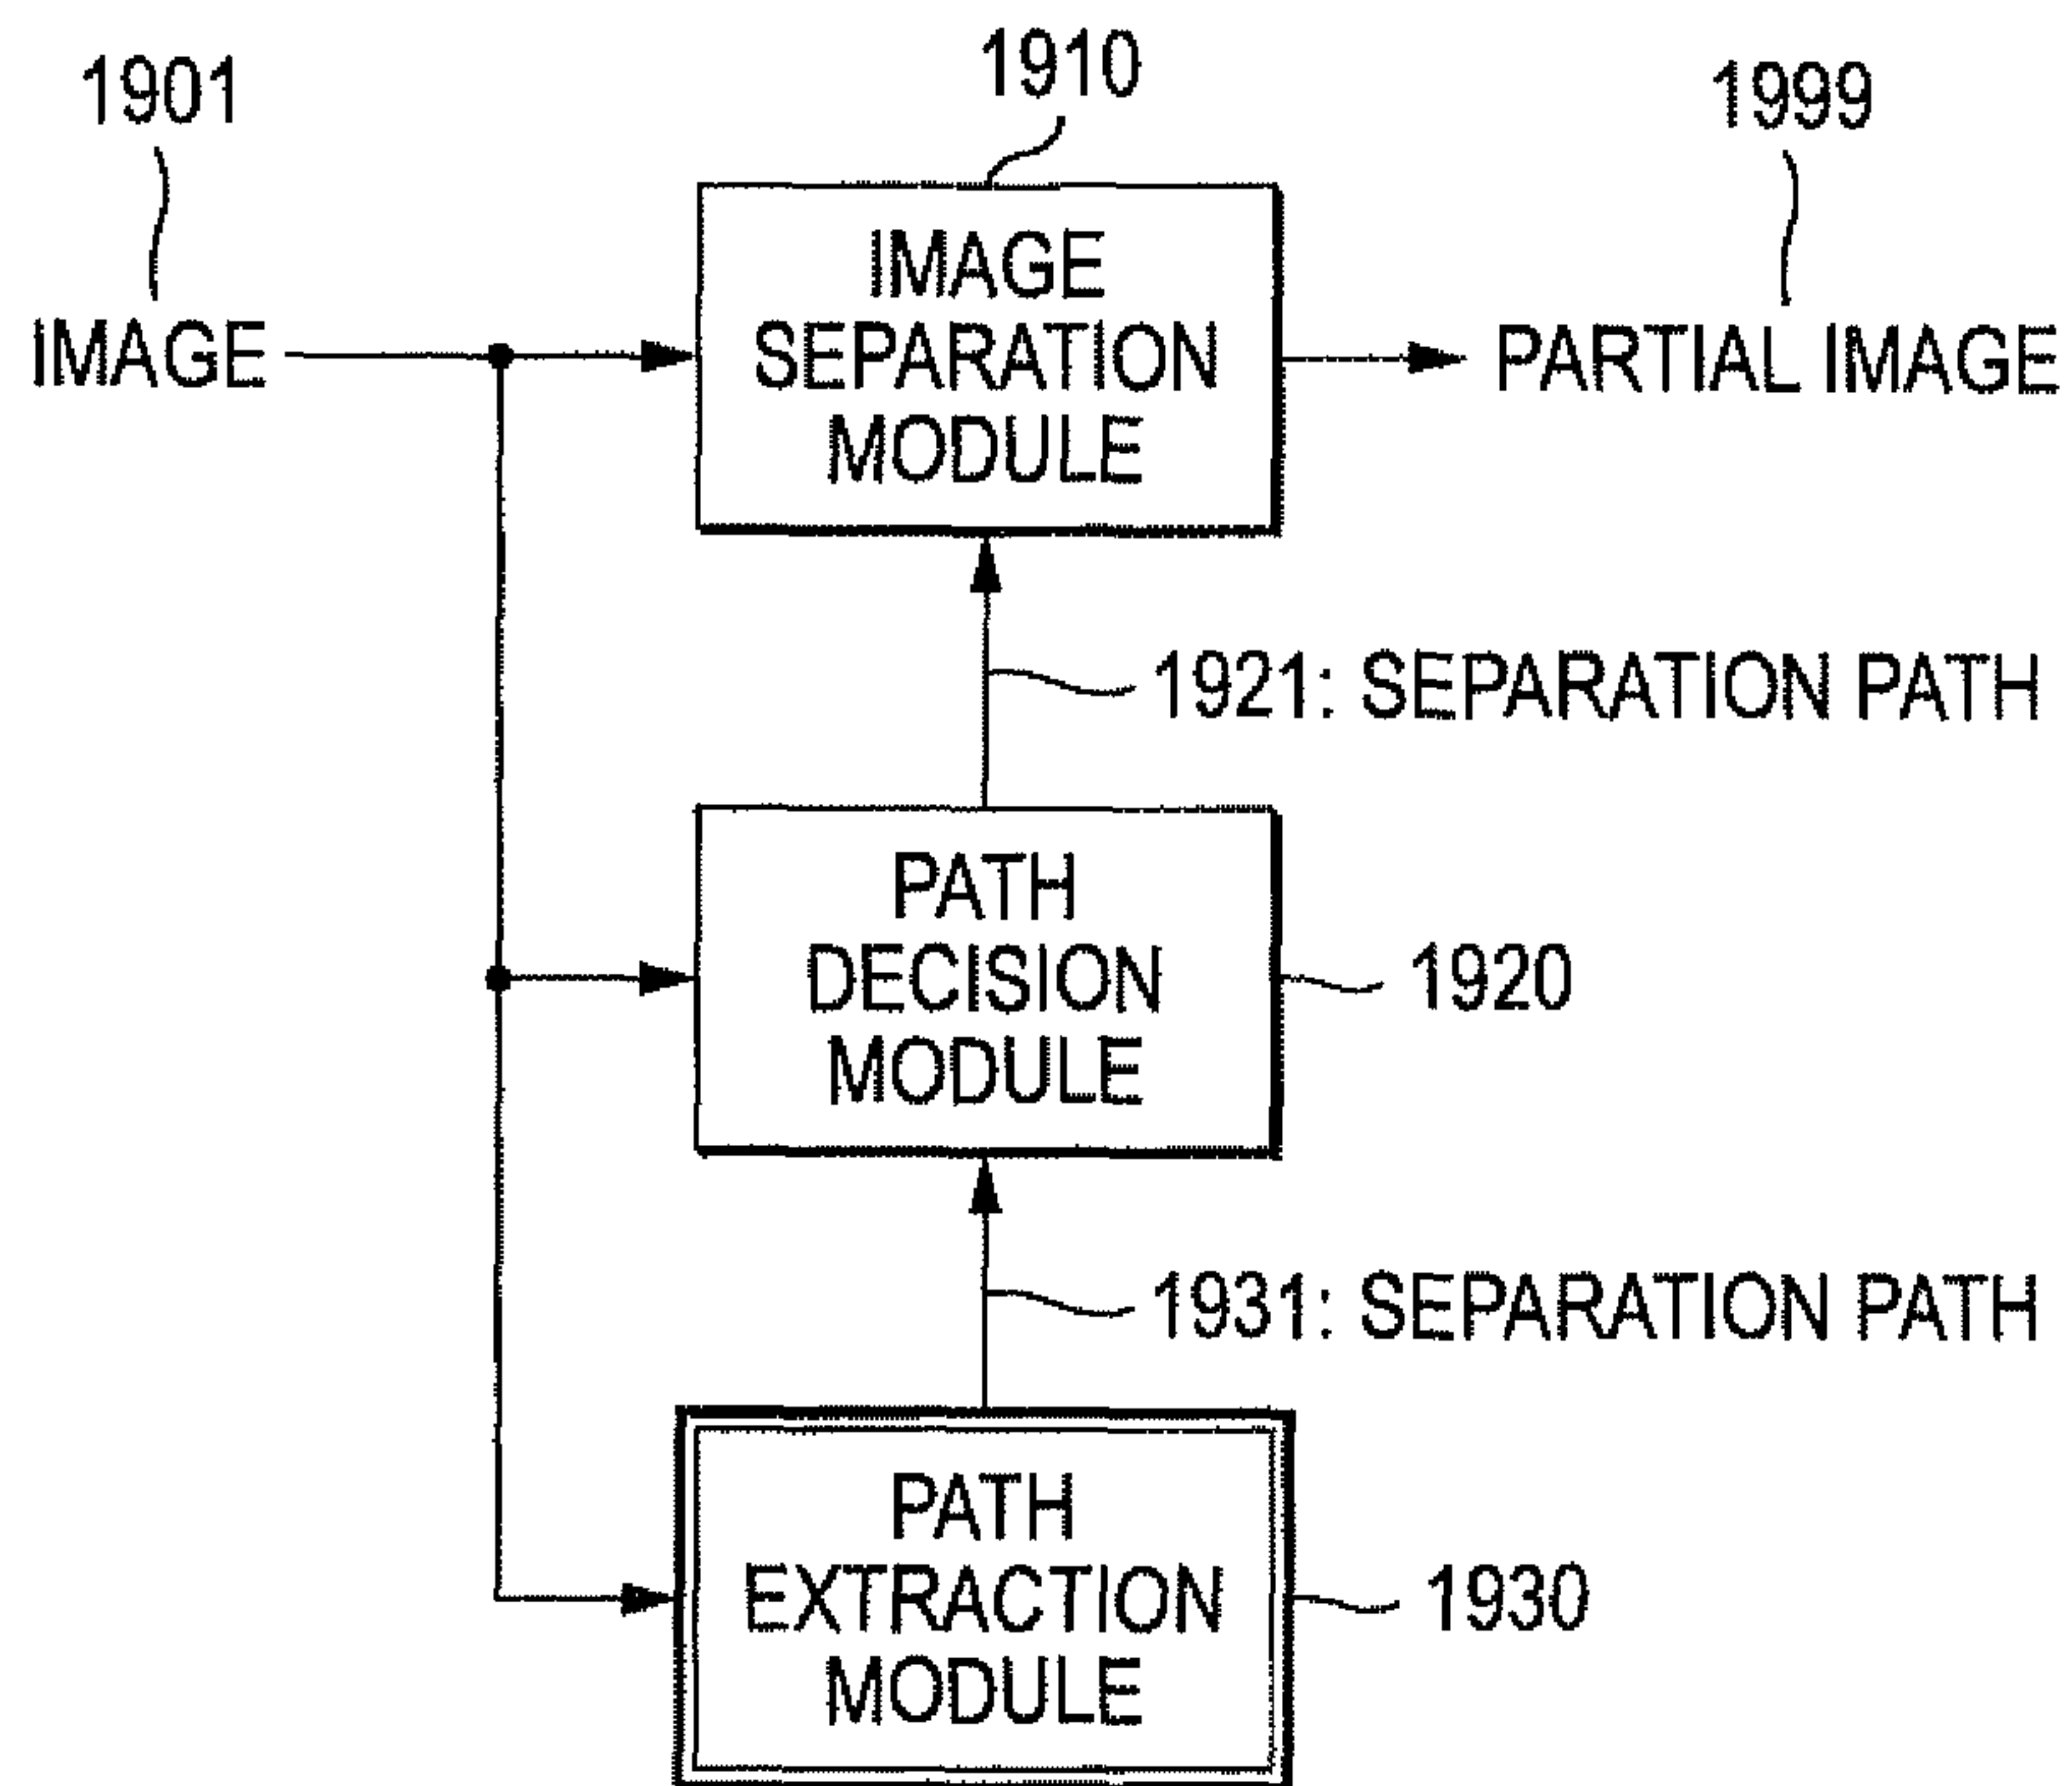 1901
1910
1999
IMAGE
IMAGE
SEPARATION
MODULE
PARTIAL IMAGE
1921: SEPARATION PATH
PATH
DECISION
MODULE
1920
1931: SEPARATION PATH
PATH
EXTRACTION
MODULE
1930